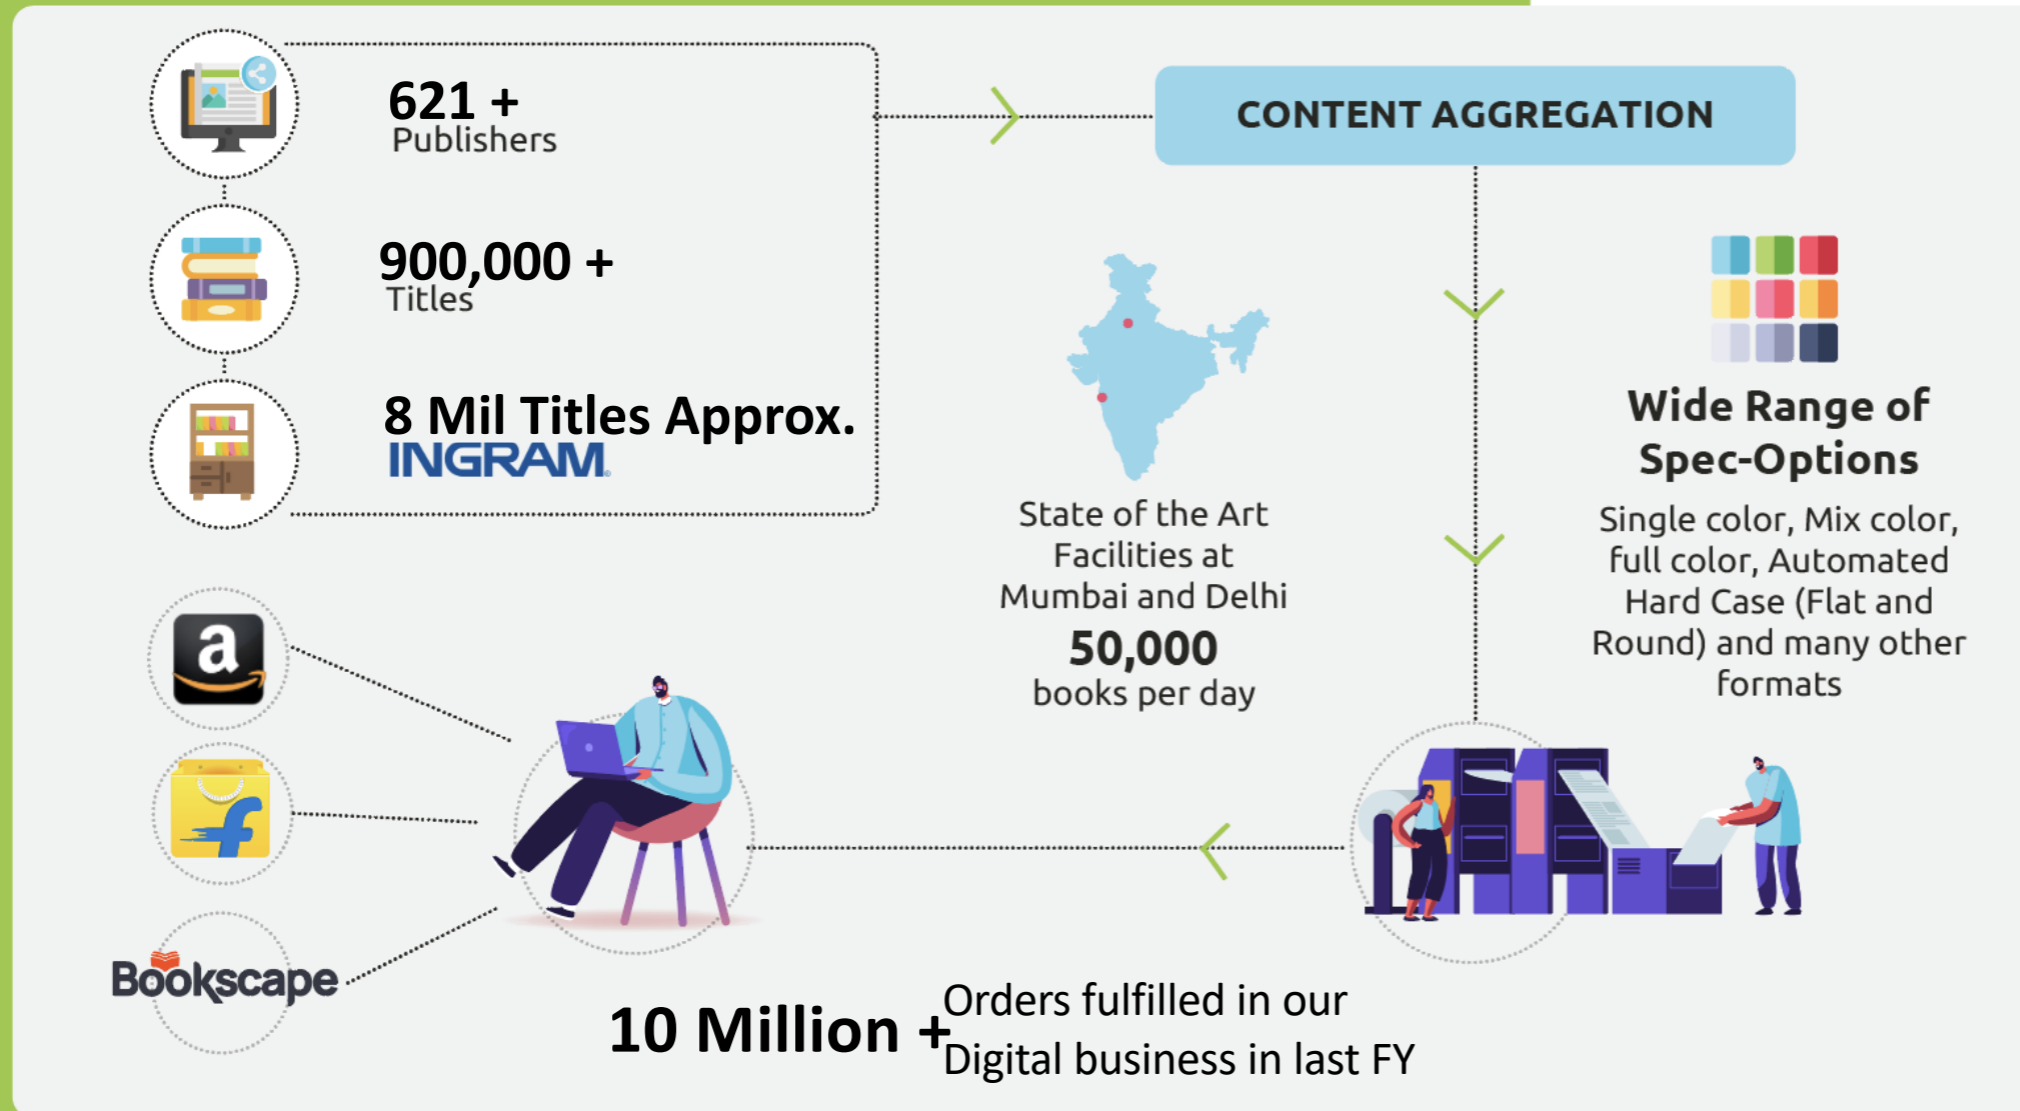 621 +
Publishers
900,000 +
Titles
8 Mil Titles Approx.
INGRAM
CONTENT AGGREGATION
State of the Art
Facilities at
Mumbai and Delhi
50,000
books per day
Wide Range of
Spec-Options
Single color, Mix color,
full color, Automated
Hard Case (Flat and
Round) and many other
formats
a
f
Bookscape
10 Million +
Orders fulfilled in our
Digital business in last FY